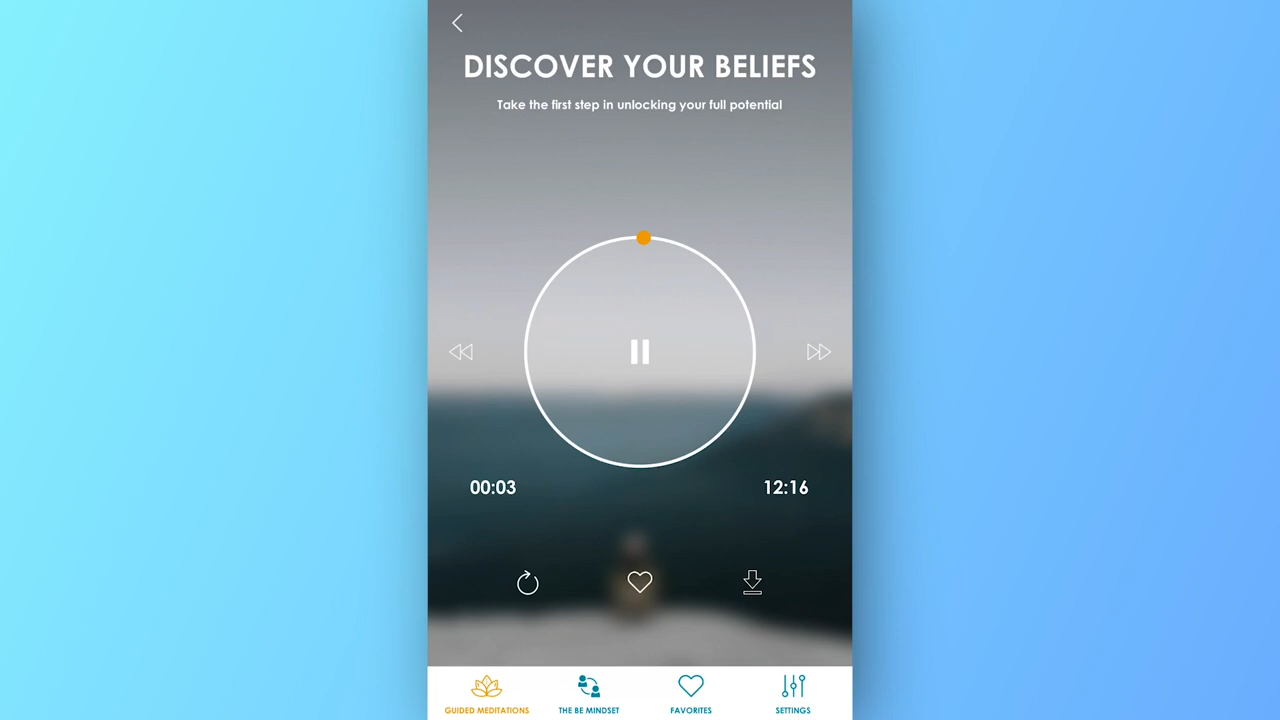 DISCOVER YOUR BELIEFS
Take the first step in unlocking your full potential
00:03
12:16
GUIDED MEDITATIONS
THE BE MINDSET
FAVORITES
SETTINGS